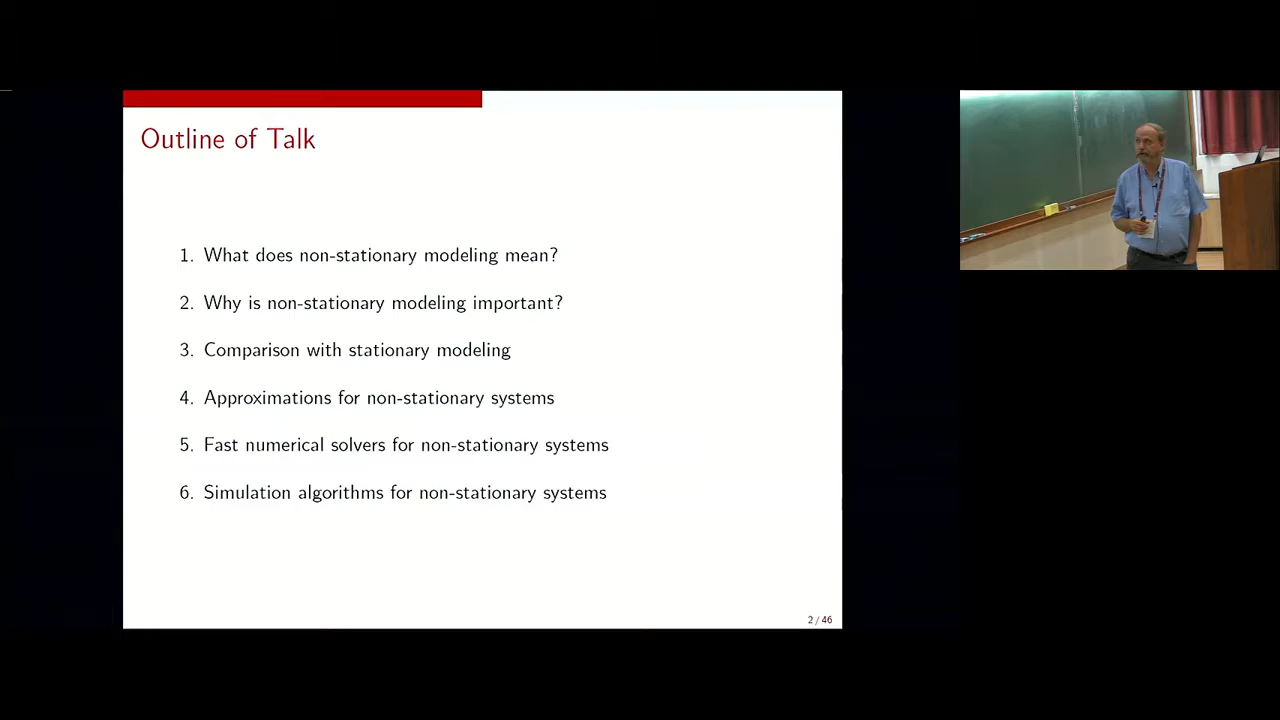 Outline of Talk
1. What does non-stationary modeling mean?
2. Why is non-stationary modeling important?
3. Comparison with stationary modeling
4. Approximations for non-stationary systems
5. Fast numerical solvers for non-stationary systems
6. Simulation algorithms for non-stationary systems
2 / 46